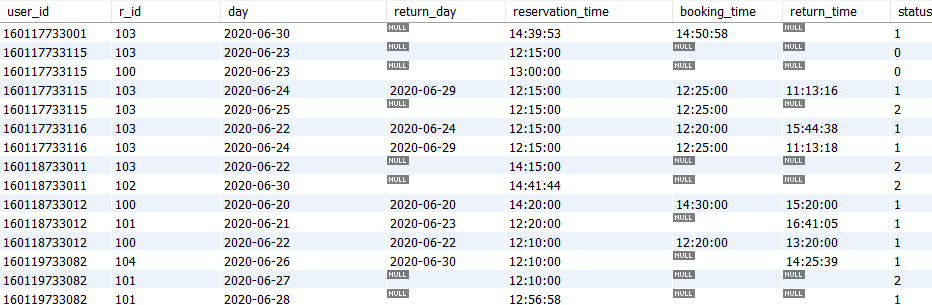 user_id r_id day return_day reservation_time booking_time return_time status
160117733001 103 2020-06-30 NULL 14:39:53 14:50:58 NULL 1
160117733115 103 2020-06-23 NULL 12:15:00 NULL NULL 0
160117733115 100 2020-06-23 NULL 13:00:00 NULL NULL 0
160117733115 103 2020-06-24 2020-06-29 12:15:00 12:25:00 11:13:16 1
160117733115 103 2020-06-25 NULL 12:15:00 12:25:00 NULL 2
160117733116 103 2020-06-22 2020-06-24 12:15:00 12:20:00 15:44:38 1
160117733116 103 2020-06-24 2020-06-29 12:15:00 12:25:00 11:13:18 1
160118733011 103 2020-06-22 NULL 14:15:00 NULL NULL 2
160118733011 102 2020-06-30 NULL 14:41:44 NULL NULL 2
160118733012 100 2020-06-20 2020-06-20 14:20:00 14:30:00 15:20:00 1
160118733012 101 2020-06-21 2020-06-23 12:20:00 NULL 16:41:05 1
160118733012 100 2020-06-22 2020-06-22 12:10:00 12:20:00 13:20:00 1
160119733082 104 2020-06-26 2020-06-30 12:10:00 NULL 14:25:39 1
160119733082 101 2020-06-27 NULL 12:10:00 NULL NULL 2
160119733082 101 2020-06-28 NULL 12:56:58 NULL NULL 1